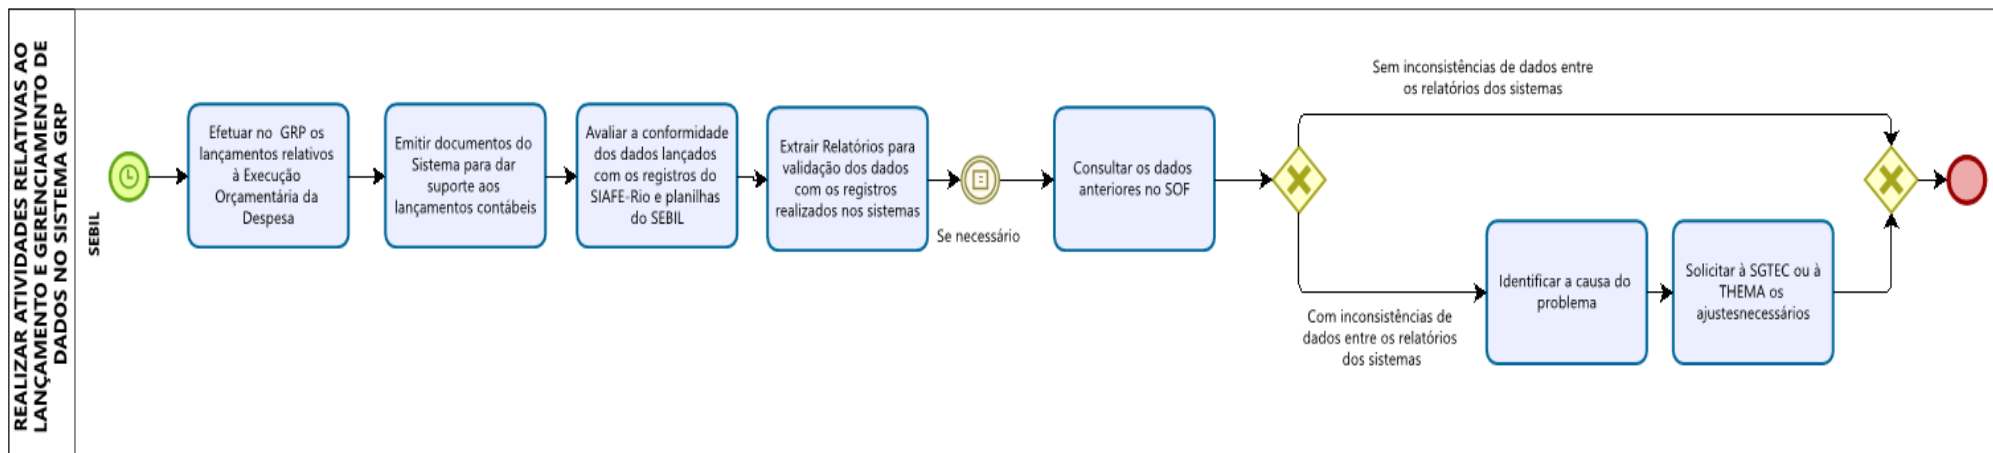 REALIZAR ATIVIDADES RELATIVAS AO
LANÇAMENTO E GERENCIAMENTO DE
DADOS NO SISTEMA GRP
SEBIL
Efetuar no GRP os
lançamentos relativos
à Execução
Orçamentária da
Despesa
Emitir documentos do
Sistema para dar
suporte aos
lançamentos contábeis
Avaliar a conformidade
dos dados lançados
com os registros do
SIAFE-Rio e planilhas
do SEBIL
Extrair Relatórios para
validação dos dados
com os registros
realizados nos sistemas
Se necessário
Consultar os dados
anteriores no SOF
Sem inconsistências de dados entre
os relatórios dos sistemas
Com inconsistências de
dados entre os relatórios
dos sistemas
Identificar a causa do
problema
Solicitar à SGTEC ou à
THEMA os
ajustesnecessários